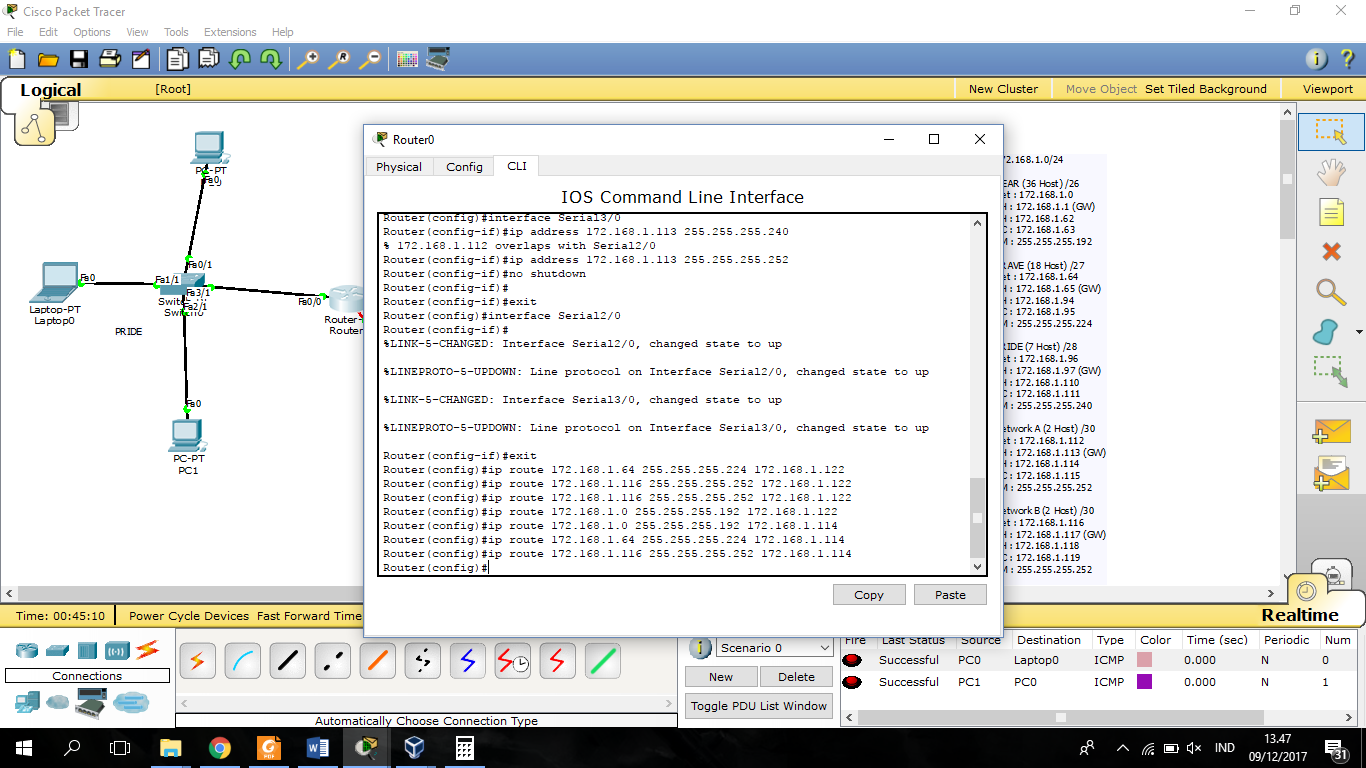 Cisco Packet Tracer
File Edit Options View Tools Extensions Help
Logical [Root] New Cluster Move Object Set Tiled Background Viewport
PC-PT
Fa0
Fa0/1
Fa0
Fa1/1
Fa3/1
Fa2/1
Fa0/0
Laptop-PT
Laptop0
PRIDE
Router-
Router
Fa0
PC-PT
PC1
Router0
Physical Config CLI
IOS Command Line Interface
Router(config)#interface Serial3/0
Router(config-if)#ip address 172.168.1.113 255.255.255.240
% 172.168.1.112 overlaps with Serial2/0
Router(config-if)#ip address 172.168.1.113 255.255.255.252
Router(config-if)#no shutdown
Router(config-if)#
Router(config-if)#exit
Router(config)#interface Serial2/0
Router(config-if)#
%LINK-5-CHANGED: Interface Serial2/0, changed state to up
%LINEPROTO-5-UPDOWN: Line protocol on Interface Serial2/0, changed state to up
%LINK-5-CHANGED: Interface Serial3/0, changed state to up
%LINEPROTO-5-UPDOWN: Line protocol on Interface Serial3/0, changed state to up
Router(config-if)#exit
Router(config)#ip route 172.168.1.64 255.255.255.224 172.168.1.122
Router(config)#ip route 172.168.1.116 255.255.255.252 172.168.1.122
Router(config)#ip route 172.168.1.116 255.255.255.252 172.168.1.122
Router(config)#ip route 172.168.1.0 255.255.255.192 172.168.1.122
Router(config)#ip route 172.168.1.0 255.255.255.192 172.168.1.114
Router(config)#ip route 172.168.1.64 255.255.255.224 172.168.1.114
Router(config)#ip route 172.168.1.116 255.255.255.252 172.168.1.114
Router(config)#
Copy Paste
72.168.1.0/24
EAR (36 Host) /26
et : 172.168.1.0
H : 172.168.1.1 (GW)
H : 172.168.1.62
C : 172.168.1.63
M : 255.255.255.192
RAVE (18 Host) /27
et : 172.168.1.64
H : 172.168.1.65 (GW)
H : 172.168.1.94
C : 172.168.1.95
M : 255.255.255.224
RIDE (7 Host) /28
et : 172.168.1.96
H : 172.168.1.97 (GW)
H : 172.168.1.110
C : 172.168.1.111
M : 255.255.255.240
etwork A (2 Host) /30
et : 172.168.1.112
H : 172.168.1.113 (GW)
H : 172.168.1.114
C : 172.168.1.115
M : 255.255.255.252
etwork B (2 Host) /30
et : 172.168.1.116
H : 172.168.1.117 (GW)
H : 172.168.1.118
C : 172.168.1.119
M : 255.255.255.252
Time: 00:45:10 Power Cycle Devices Fast Forward Time
Realtime
Connections
Automatically Choose Connection Type
Scenario 0
New Delete
Toggle PDU List Window
Fire Last Status Source Destination Type Color Time (sec) Periodic Num
Successful PC0 Laptop0 ICMP 0.000 N 0
Successful PC1 PC0 ICMP 0.000 N 1
IND
13.47
09/12/2017
31